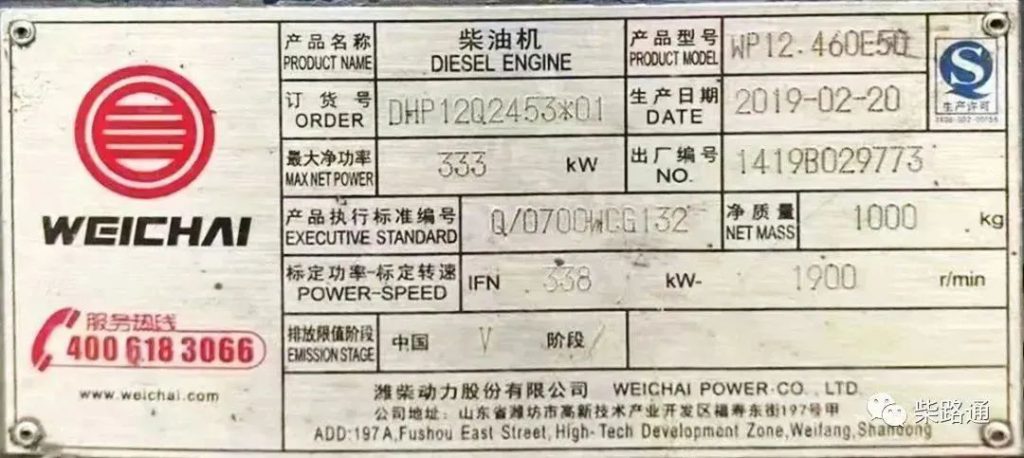 WEICHAI
服务热线
400 618 3066
www.weichai.com
产品名称 柴油机 产品型号 WP12.460E50
PRODUCT NAME DIESEL ENGINE PRODUCT MODEL
订货号 DHP12Q2453*01 生产日期 2019-02-20
ORDER DATE
生产许可
最大净功率 333 kW 出厂编号 1419B029773
MAX NET POWER NO.
产品执行标准编号 Q/0700WCG132 净质量 1000 kg
EXECUTIVE STANDARD NET MASS
标定功率-标定转速 IFN 338 kW- 1900 r/min
POWER-SPEED
排放限值阶段 中国 V 阶段
EMISSION STAGE
潍柴动力股份有限公司 WEICHAI POWER CO., LTD.
公司地址: 山东省潍坊市高新技术产业开发区福寿东街197号甲
ADD:197A,Fushou East Street,High-Tech Development Zone,Weifang,Shandong
柴路通